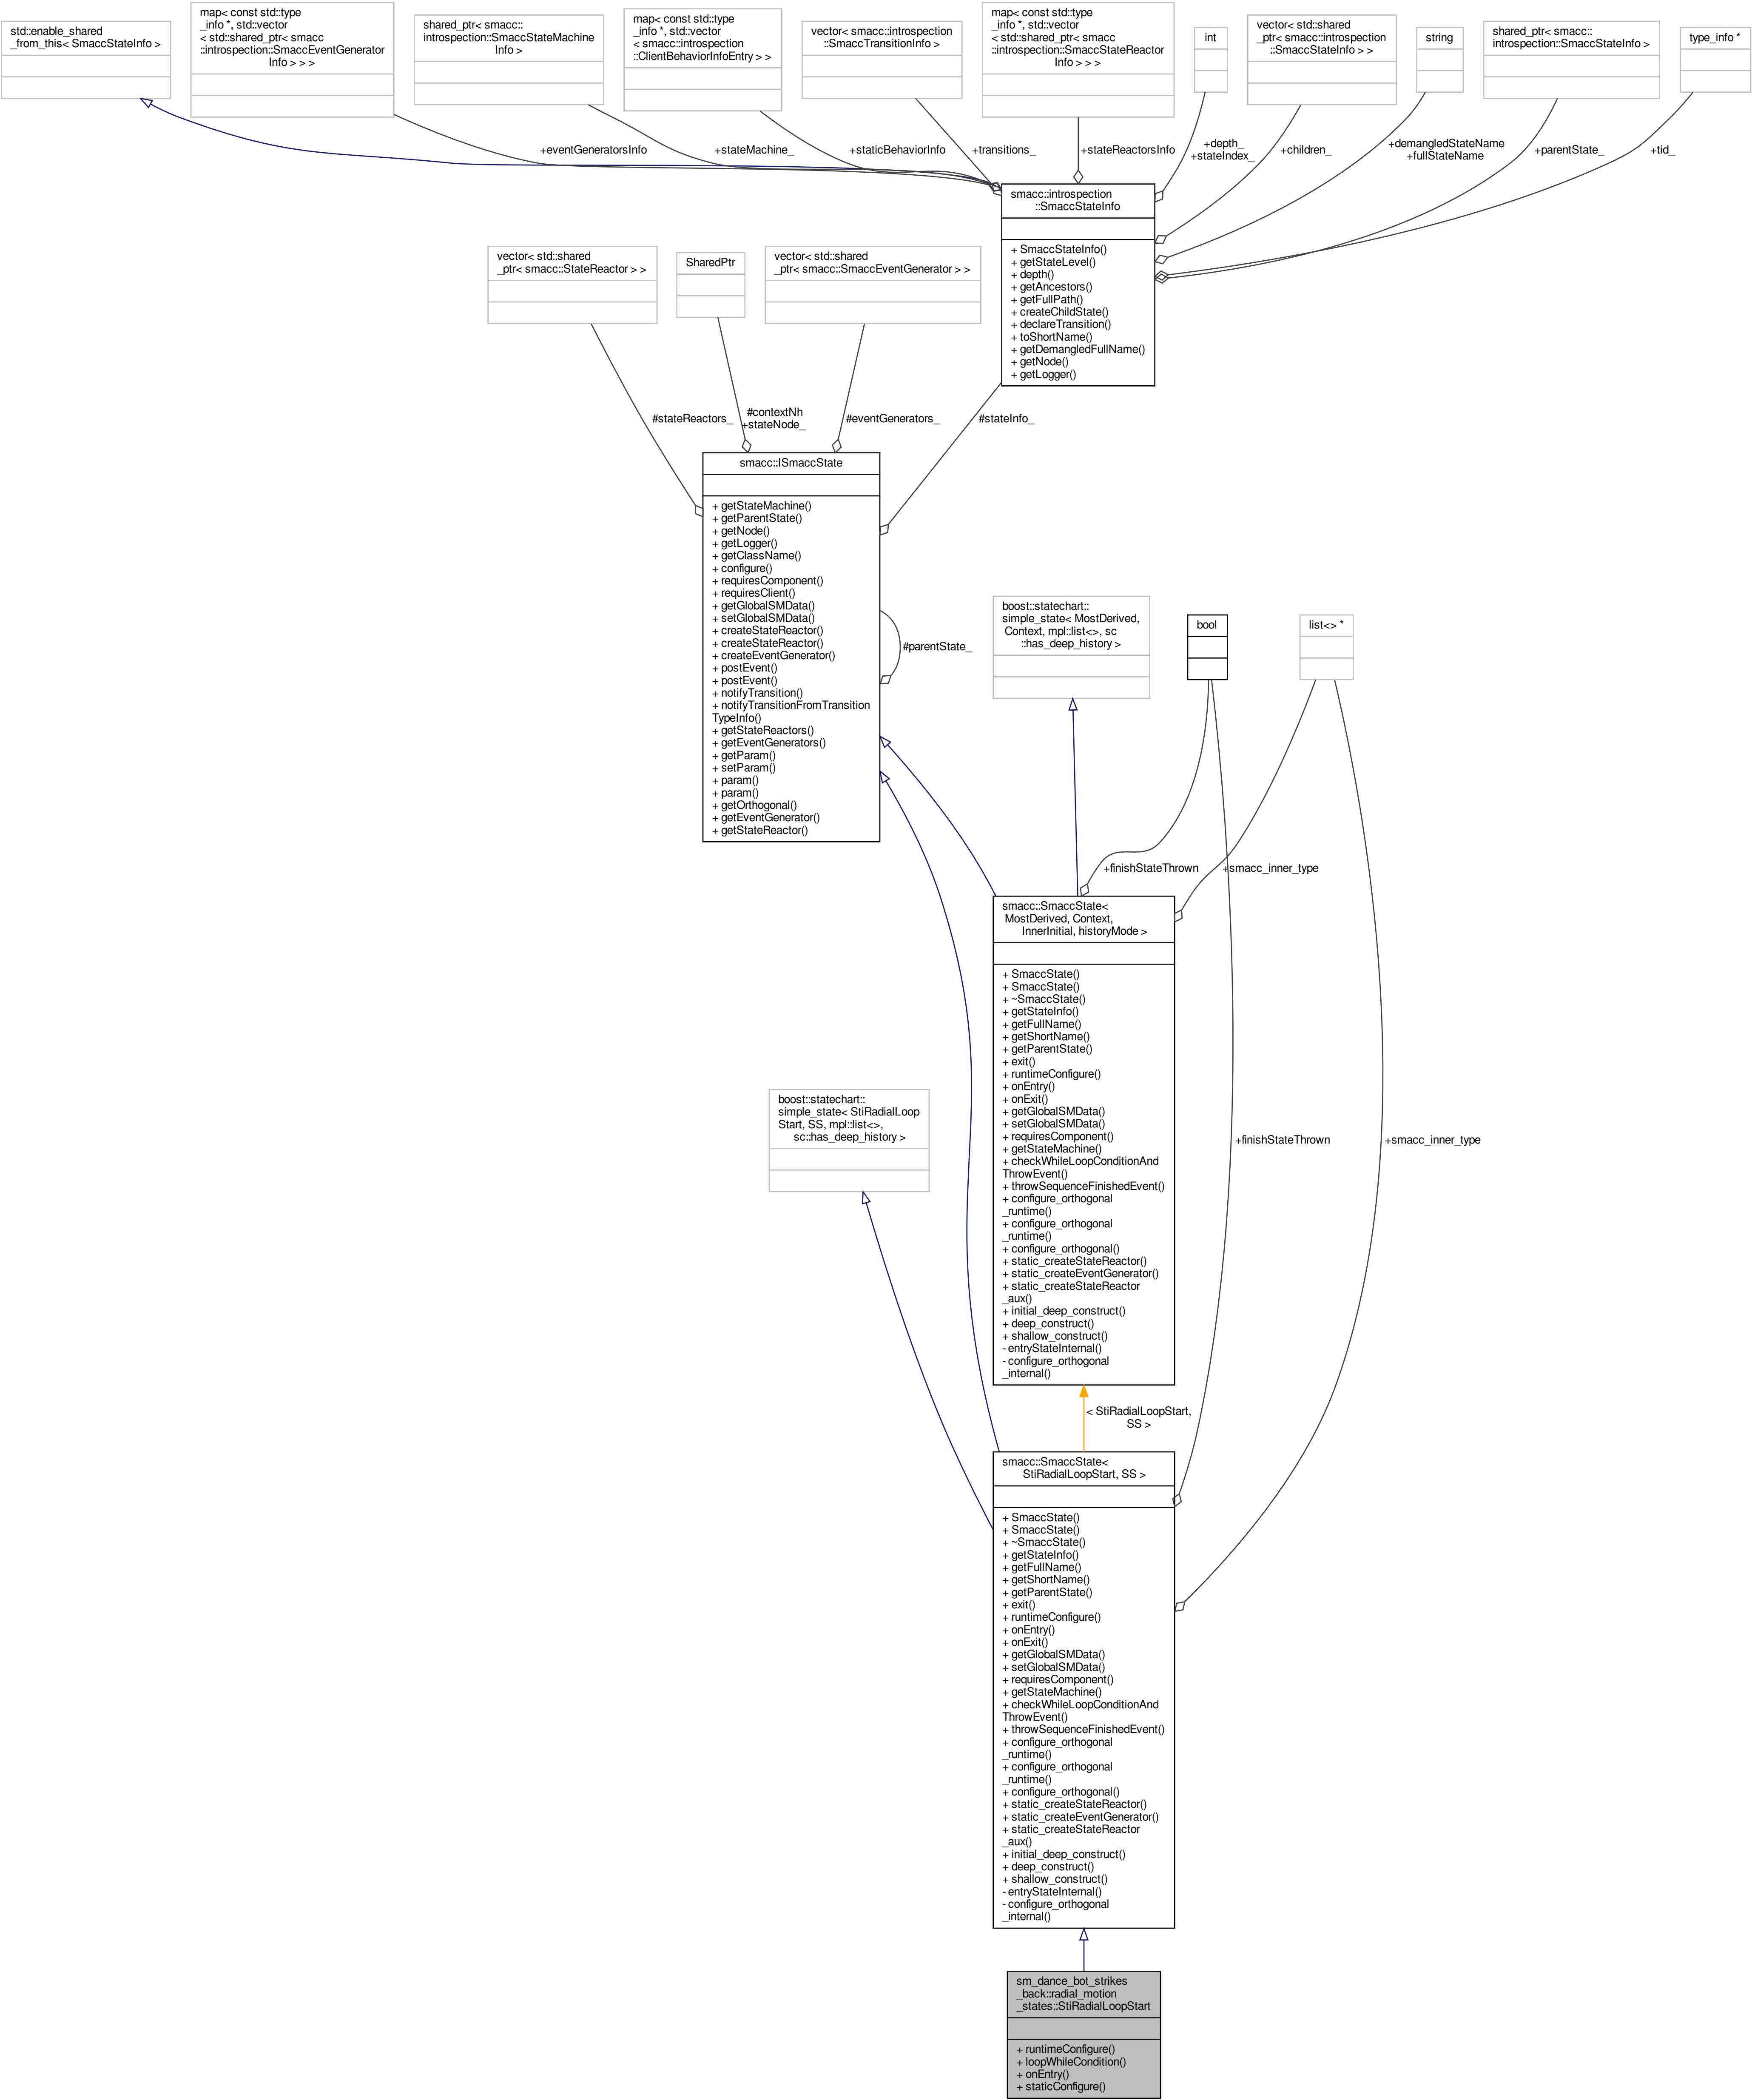 std::enable_shared
_from_this< SmaccStateInfo >
map< const std::type
_info *, std::vector
< std::shared_ptr< smacc
::introspection::SmaccEventGenerator
Info > > >
shared_ptr< smacc::
introspection::SmaccStateMachine
Info >
map< const std::type
_info *, std::vector
< smacc::introspection
::ClientBehaviorInfoEntry > >
vector< smacc::introspection
::SmaccTransitionInfo >
map< const std::type
_info *, std::vector
< std::shared_ptr< smacc
::introspection::SmaccStateReactor
Info > > >
int
vector< std::shared
_ptr< smacc::introspection
::SmaccStateInfo > >
string
shared_ptr< smacc::
introspection::SmaccStateInfo >
type_info *
+eventGeneratorsInfo
+stateMachine_
+staticBehaviorInfo
+transitions_
+stateReactorsInfo
+depth_
+stateIndex_
+children_
+demangledStateName
+fullStateName
+parentState_
+tid_
smacc::introspection
::SmaccStateInfo
+ SmaccStateInfo()
+ getStateLevel()
+ depth()
+ getAncestors()
+ getFullPath()
+ createChildState()
+ declareTransition()
+ toShortName()
+ getDemangledFullName()
+ getNode()
+ getLogger()
vector< std::shared
_ptr< smacc::StateReactor > >
SharedPtr
vector< std::shared
_ptr< smacc::SmaccEventGenerator > >
#stateReactors_
#contextNh
+stateNode_
#eventGenerators_
#stateInfo_
smacc::ISmaccState
+ getStateMachine()
+ getParentState()
+ getNode()
+ getLogger()
+ getClassName()
+ configure()
+ requiresComponent()
+ requiresClient()
+ getGlobalSMData()
+ setGlobalSMData()
+ createStateReactor()
+ createStateReactor()
+ createEventGenerator()
+ postEvent()
+ postEvent()
+ notifyTransition()
+ notifyTransitionFromTransition
TypeInfo()
+ getStateReactors()
+ getEventGenerators()
+ getParam()
+ setParam()
+ param()
+ param()
+ getOrthogonal()
+ getEventGenerator()
+ getStateReactor()
#parentState_
boost::statechart::
simple_state< MostDerived,
Context, mpl::list<>, sc
::has_deep_history >
bool
list<> *
+finishStateThrown
+smacc_inner_type
smacc::SmaccState<
MostDerived, Context,
InnerInitial, historyMode >
+ SmaccState()
+ SmaccState()
+ ~SmaccState()
+ getStateInfo()
+ getFullName()
+ getShortName()
+ getParentState()
+ exit()
+ runtimeConfigure()
+ onEntry()
+ onExit()
+ getGlobalSMData()
+ setGlobalSMData()
+ requiresComponent()
+ getStateMachine()
+ checkWhileLoopConditionAnd
ThrowEvent()
+ throwSequenceFinishedEvent()
+ configure_orthogonal
_runtime()
+ configure_orthogonal
_runtime()
+ configure_orthogonal()
+ static_createStateReactor()
+ static_createEventGenerator()
+ static_createStateReactor
_aux()
+ initial_deep_construct()
+ deep_construct()
+ shallow_construct()
- entryStateInternal()
- configure_orthogonal
_internal()
boost::statechart::
simple_state< StiRadialLoop
Start, SS, mpl::list<>,
sc::has_deep_history >
+finishStateThrown
+smacc_inner_type
< StiRadialLoopStart,
SS >
smacc::SmaccState<
StiRadialLoopStart, SS >
+ SmaccState()
+ SmaccState()
+ ~SmaccState()
+ getStateInfo()
+ getFullName()
+ getShortName()
+ getParentState()
+ exit()
+ runtimeConfigure()
+ onEntry()
+ onExit()
+ getGlobalSMData()
+ setGlobalSMData()
+ requiresComponent()
+ getStateMachine()
+ checkWhileLoopConditionAnd
ThrowEvent()
+ throwSequenceFinishedEvent()
+ configure_orthogonal
_runtime()
+ configure_orthogonal
_runtime()
+ configure_orthogonal()
+ static_createStateReactor()
+ static_createEventGenerator()
+ static_createStateReactor
_aux()
+ initial_deep_construct()
+ deep_construct()
+ shallow_construct()
- entryStateInternal()
- configure_orthogonal
_internal()
sm_dance_bot_strikes
_back::radial_motion
_states::StiRadialLoopStart
+ runtimeConfigure()
+ loopWhileCondition()
+ onEntry()
+ staticConfigure()